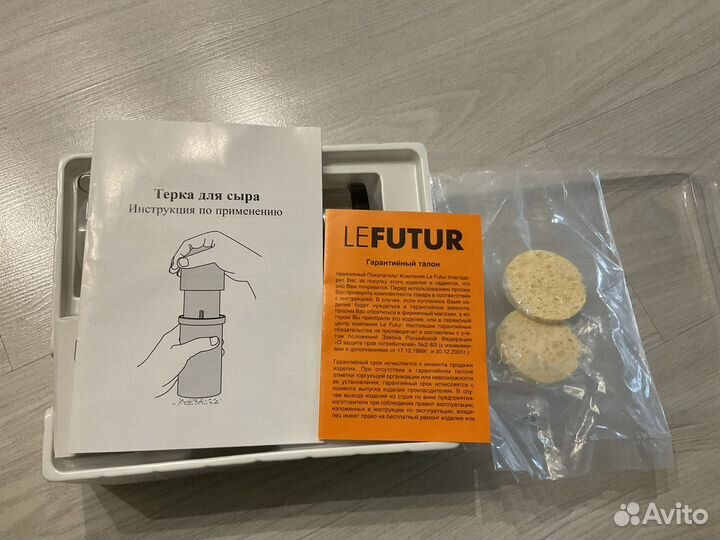 Терка для сыра
Инструкция по применению
LEFUTUR
Гарантийный талон
Уважаемый Покупатель! Компания Le Futur благода-
рит Вас за покупку этого изделия и надеется, что
оно Вам понравится. Перед использованием просим
Вас проверить комплектность товара в соответствии
с инструкцией. В случае, если купленное Вами из-
делие будет нуждаться в гарантийном ремонте,
просим Вас обратиться в фирменный магазин, в ко-
тором Вы приобрели это изделие, или в сервисный
центр компании Le Futur. Настоящие гарантийные
обязательства не противоречат и составлены с уче-
том положений Закона Российской Федерации
«О защите прав потребителей» №2-ФЗ (с изменени-
ями и дополнениями от 17.12.1999г. и 30.12.2001г.)
Гарантийный срок исчисляется с момента продажи
изделия. При отсутствии в гарантийном талоне
отметки торгующей организации или невозможности
ее установления, гарантийный срок исчисляется с
момента выпуска изделия производителем. В слу-
чае выхода изделия из строя по вине предприятия-
изготовителя при соблюдении правил эксплуатации,
изложенных в инструкции по эксплуатации, владе-
лец имеет право на бесплатный ремонт изделия или
Avito